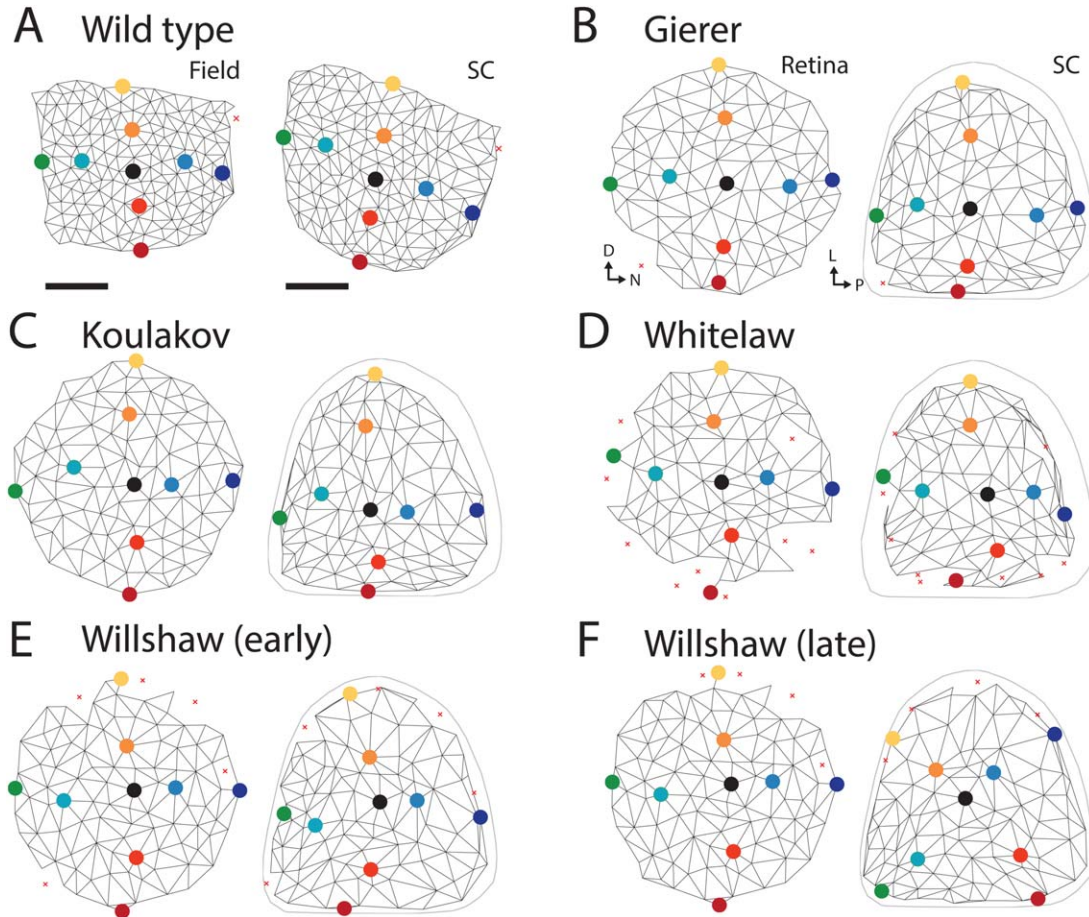 A Wild type
Field
SC
B Gierer
Retina
SC
D
N
L
P
C Koulakov
D Whitelaw
E Willshaw (early)
F Willshaw (late)